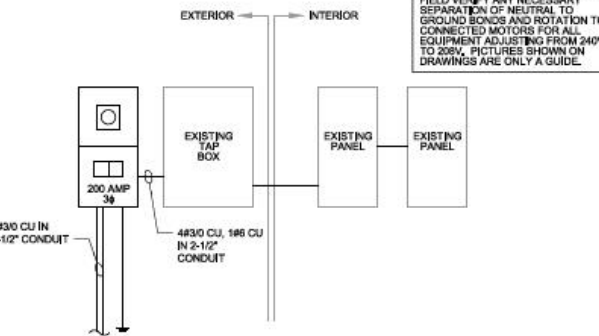 FIELD VERIFY ANY NECESSARY
SEPARATION OF NEUTRAL TO
GROUND BONDS AND ROTATION TO
CONNECTED MOTORS FOR ALL
EQUIPMENT ADJUSTING FROM 240V
TO 208V. PICTURES SHOWN ON
DRAWINGS ARE ONLY A GUIDE.
EXTERIOR
INTERIOR
EXISTING
TAP
BOX
EXISTING
PANEL
EXISTING
PANEL
200 AMP
3ϕ
#3/0 CU IN
1/2" CONDUIT
4#3/0 CU, 1#6 CU
IN 2-1/2"
CONDUIT